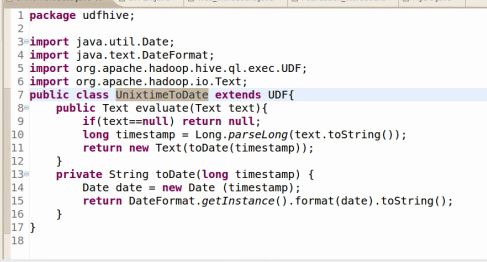 1 package udfhive;
2
3 import java.util.Date;
4 import java.text.DateFormat;
5 import org.apache.hadoop.hive.ql.exec.UDF;
6 import org.apache.hadoop.io.Text;
7 public class UnixtimeToDate extends UDF{
8 public Text evaluate(Text text){
9 if(text==null) return null;
10 long timestamp = Long.parseLong(text.toString());
11 return new Text(toDate(timestamp));
12 }
13 private String toDate(long timestamp) {
14 Date date = new Date (timestamp);
15 return DateFormat.getInstance().format(date).toString();
16 }
17 }
18